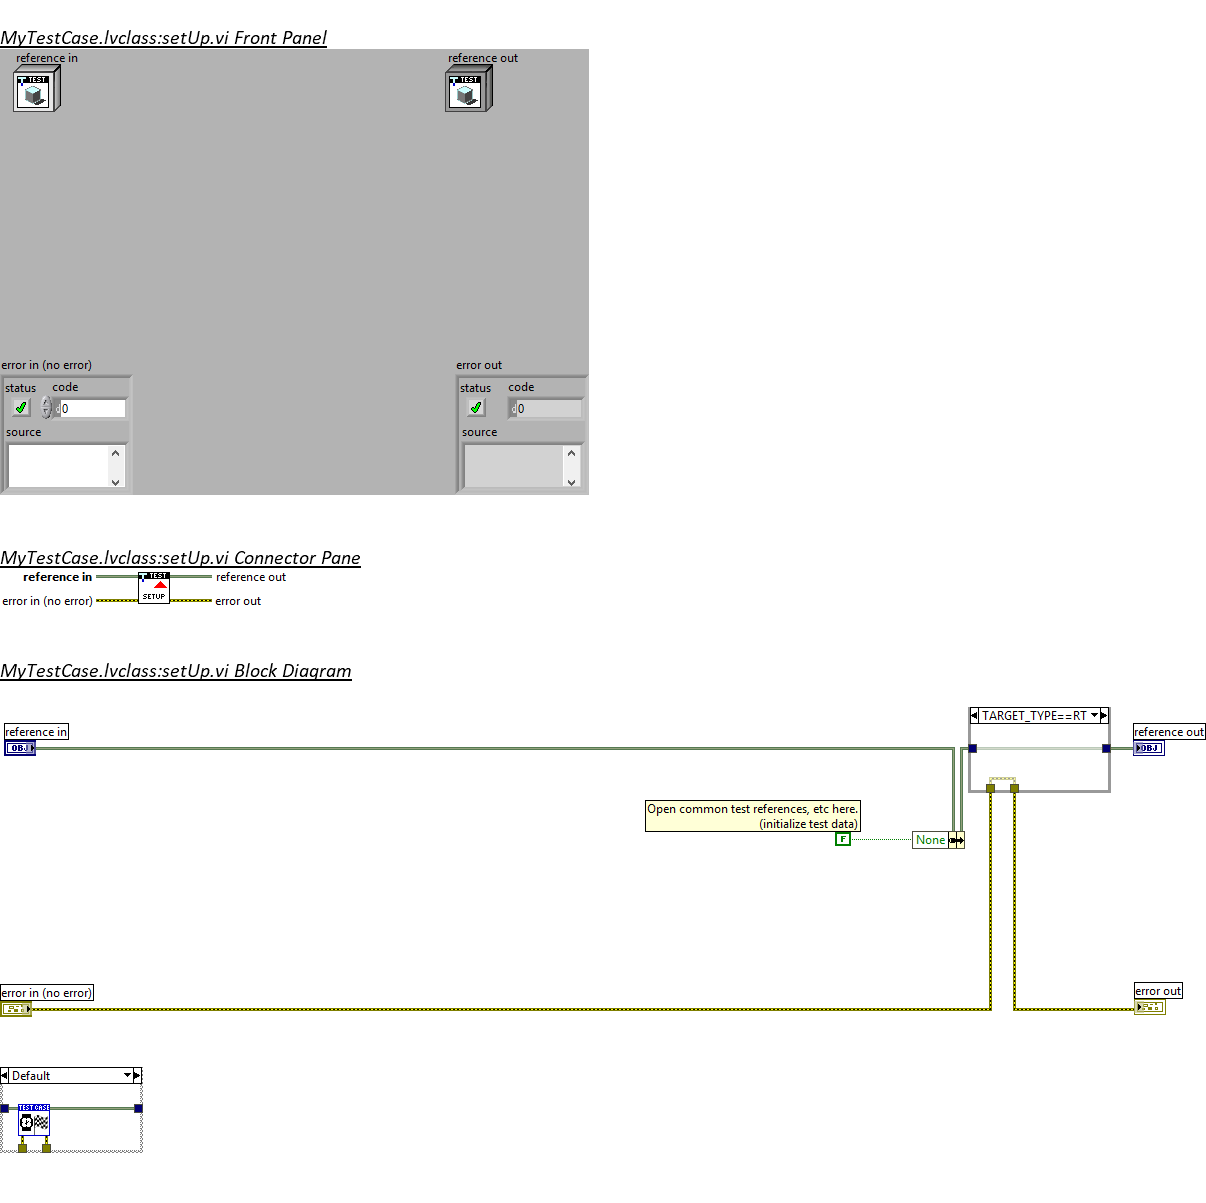 MyTestCase.lvclass:setUp.vi Front Panel
reference in
reference out
TEST
TEST
error in (no error)
error out
status code
status code
d 0
d 0
source
source
MyTestCase.lvclass:setUp.vi Connector Pane
reference in
TEST
reference out
error in (no error)
SETUP
error out
MyTestCase.lvclass:setUp.vi Block Diagram
TARGET_TYPE==RT
reference in
reference out
OBJ
OBJ
Open common test references, etc here.
(initialize test data)
F
None
error in (no error)
error out
Default
TEST CASE